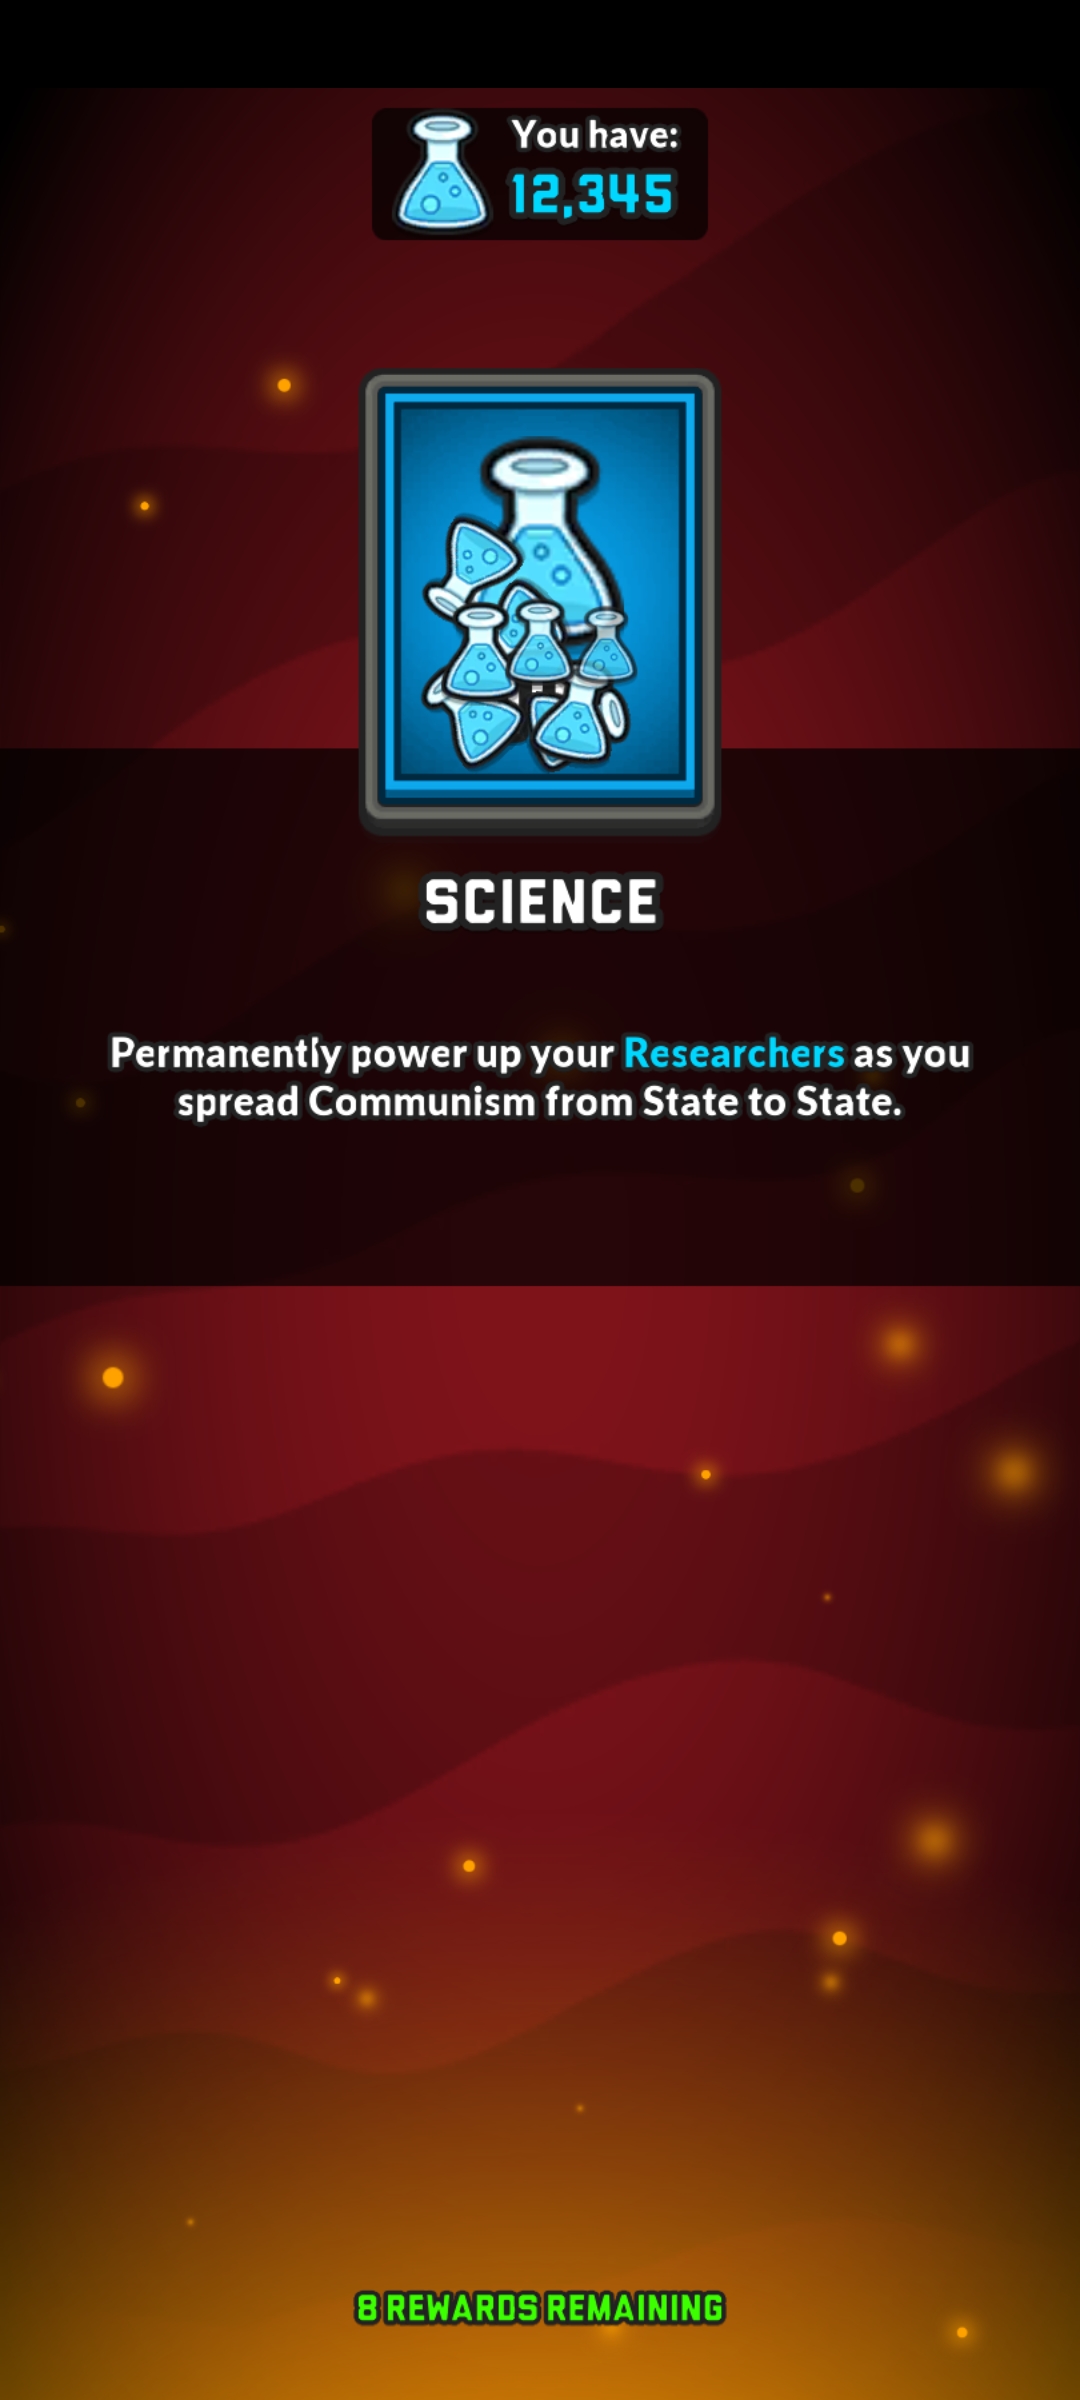 You have:
12,345
SCIENCE
Permanently power up your Researchers as you
spread Communism from State to State.
8 REWARDS REMAINING